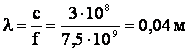 λ = c/f = 3·10⁸/7,5·10⁹ = 0,04 м